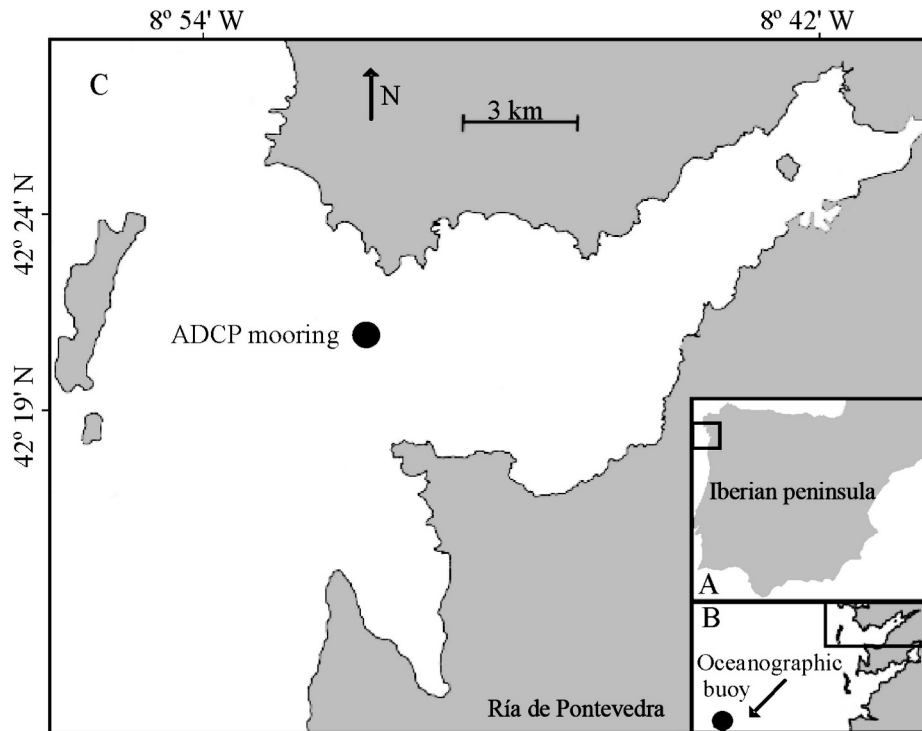 8º 54' W
8º 42' W
C
N
3 km
42º 24' N
ADCP mooring
42º 19' N
Iberian peninsula
A
B
Oceanographic
buoy
Ría de Pontevedra